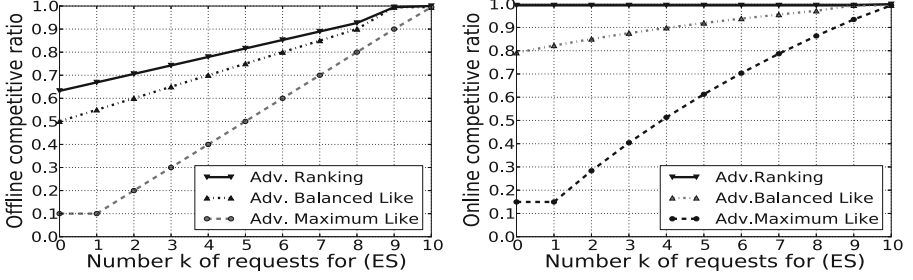 Offline competitive ratio
1.0
0.9
0.8
0.7
0.6
0.5
0.4
0.3
0.2
0.1
0.0
Adv. Ranking
Adv. Balanced Like
Adv. Maximum Like
0 1 2 3 4 5 6 7 8 9 10
Number k of requests for (ES)
Online competitive ratio
1.0
0.9
0.8
0.7
0.6
0.5
0.4
0.3
0.2
0.1
0.0
Adv.Ranking
Adv.Balanced Like
Adv.Maximum Like
0 1 2 3 4 5 6 7 8 9 10
Number k of requests for (ES)